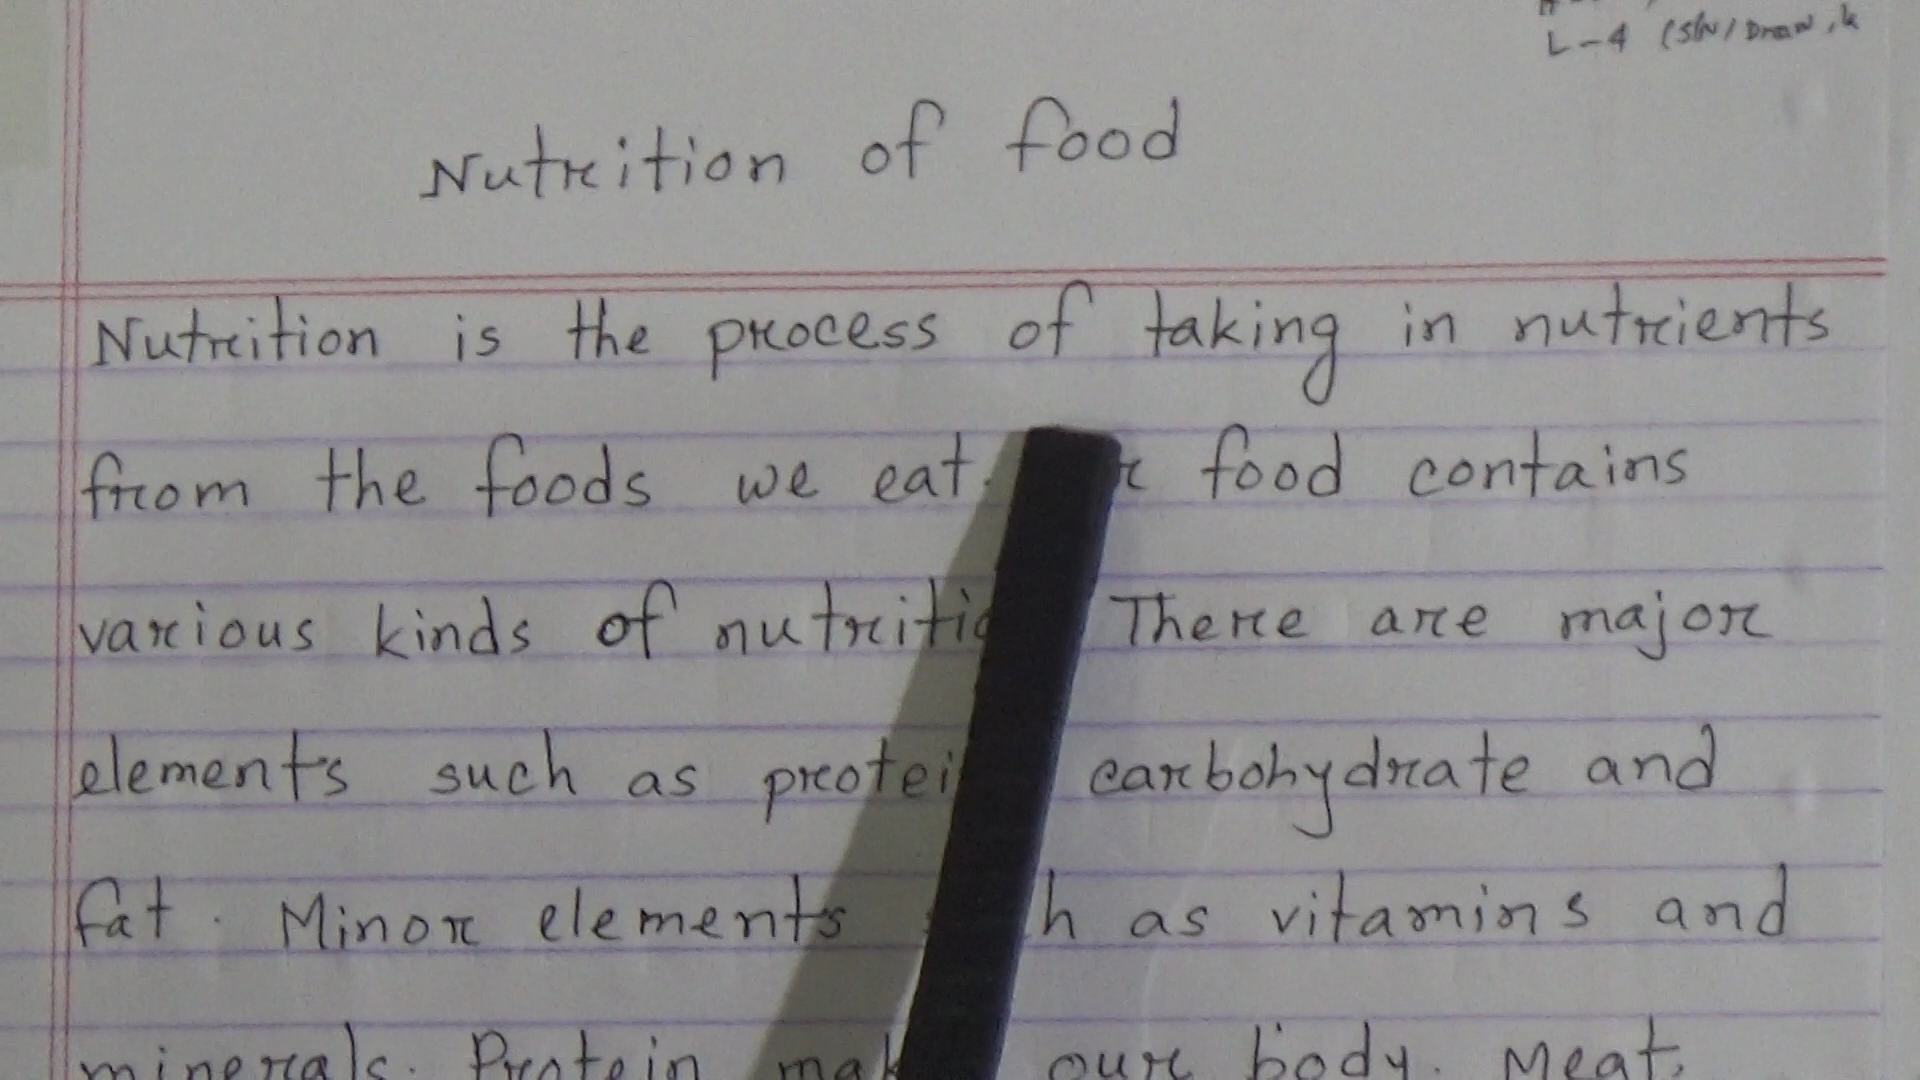 L-4
Nutrition of food
Nutrition is the process of taking in nutrients
from the foods we eat. food contains
various kinds of There are major
elements such as carbohydrate and
fat. Minor elements as vitamins and
minerals. Protein our body. Meat,